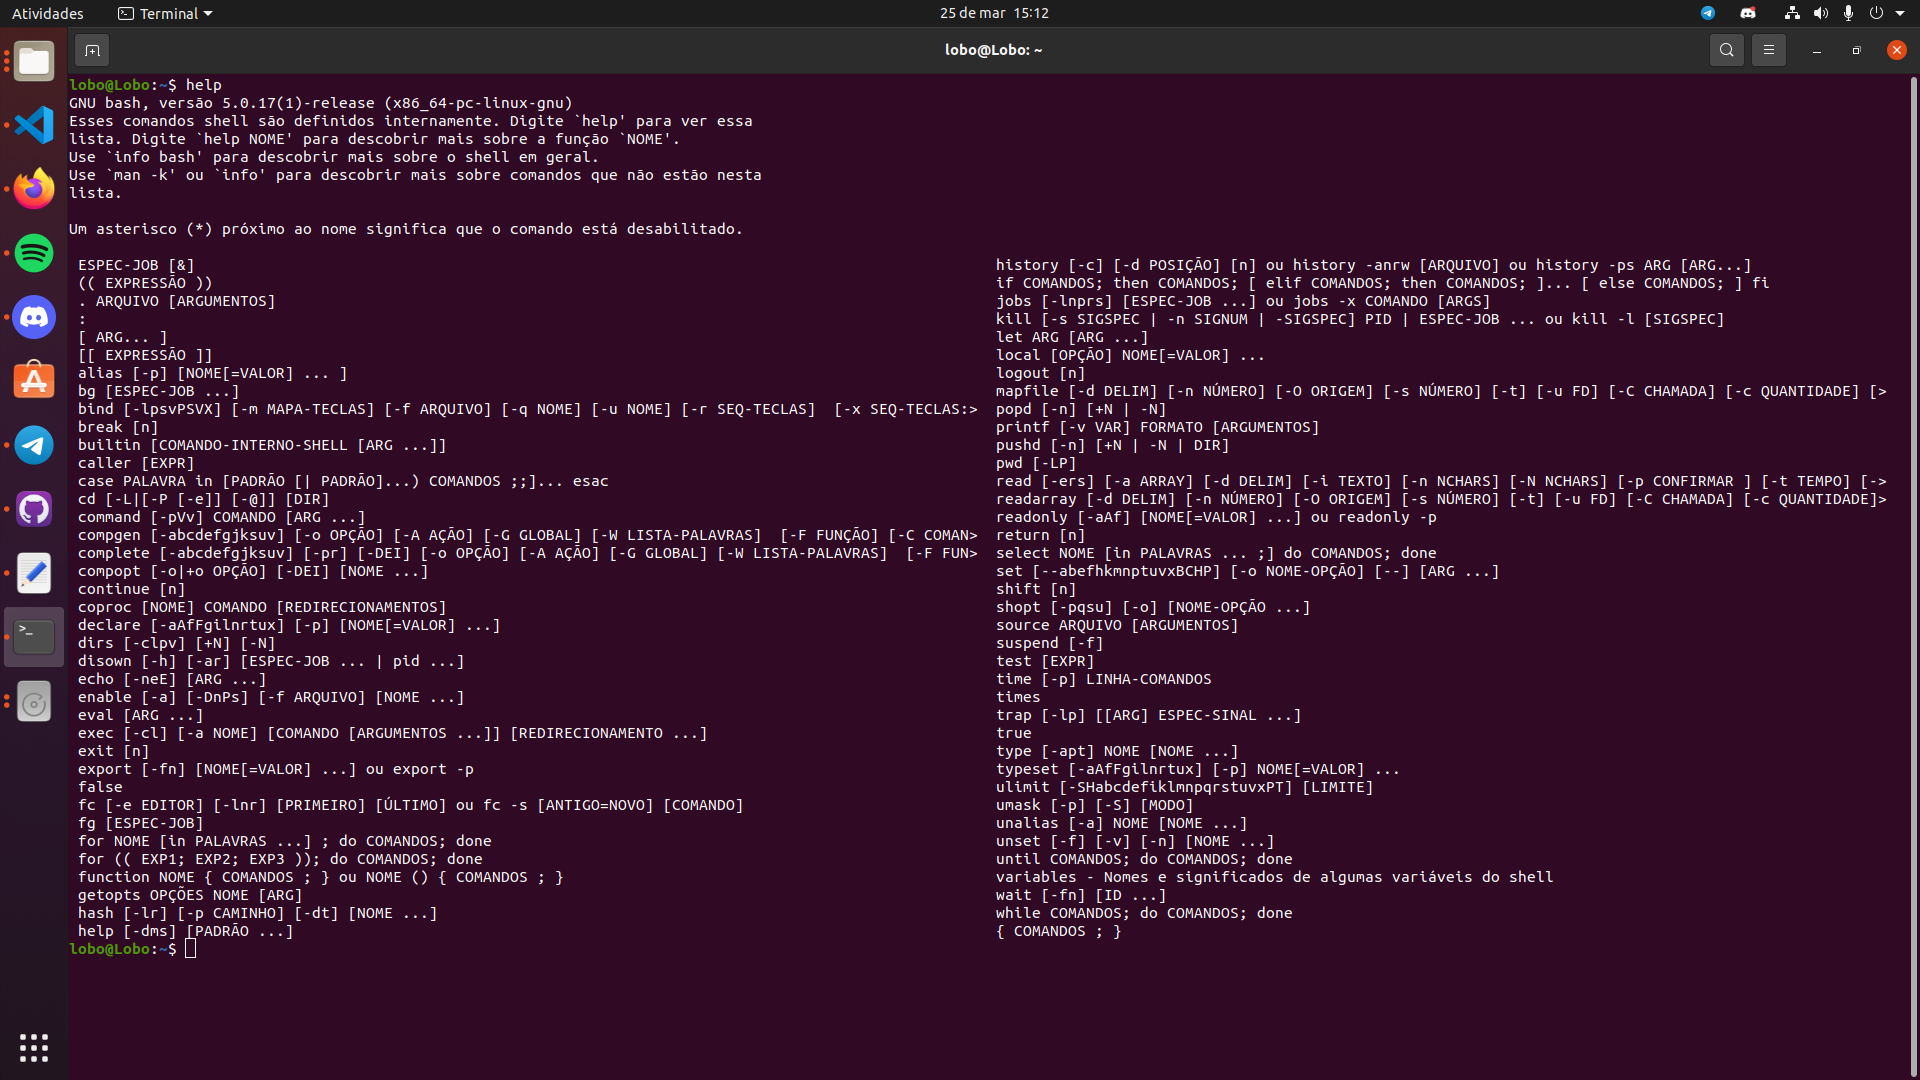 Atividades
Terminal
25 de mar 15:12
lobo@Lobo: ~
lobo@Lobo:~$ help
GNU bash, versão 5.0.17(1)-release (x86_64-pc-linux-gnu)
Esses comandos shell são definidos internamente. Digite `help' para ver essa
lista. Digite `help NOME' para descobrir mais sobre a função `NOME'.
Use `info bash' para descobrir mais sobre o shell em geral.
Use `man -k' ou `info' para descobrir mais sobre comandos que não estão nesta
lista.
Um asterisco (*) próximo ao nome significa que o comando está desabilitado.
ESPEC-JOB [&]
(( EXPRESSÃO ))
. ARQUIVO [ARGUMENTOS]
:
[ ARG... ]
[[ EXPRESSÃO ]]
alias [-p] [NOME[=VALOR] ... ]
bg [ESPEC-JOB ...]
bind [-lpsvPSVX] [-m MAPA-TECLAS] [-f ARQUIVO] [-q NOME] [-u NOME] [-r SEQ-TECLAS]  [-x SEQ-TECLAS:>
break [n]
builtin [COMANDO-INTERNO-SHELL [ARG ...]]
caller [EXPR]
case PALAVRA in [PADRÃO [| PADRÃO]...) COMANDOS ;;]... esac
cd [-L|[-P [-e]] [-@]] [DIR]
command [-pVv] COMANDO [ARG ...]
compgen [-abcdefgjksuv] [-o OPÇÃO] [-A AÇÃO] [-G GLOBAL] [-W LISTA-PALAVRAS]  [-F FUNÇÃO] [-C COMAN>
complete [-abcdefgjksuv] [-pr] [-DEI] [-o OPÇÃO] [-A AÇÃO] [-G GLOBAL] [-W LISTA-PALAVRAS]  [-F FUN>
compopt [-o|+o OPÇÃO] [-DEI] [NOME ...]
continue [n]
coproc [NOME] COMANDO [REDIRECIONAMENTOS]
declare [-aAfFgilnrtux] [-p] [NOME[=VALOR] ...]
dirs [-clpv] [+N] [-N]
disown [-h] [-ar] [ESPEC-JOB ... | pid ...]
echo [-neE] [ARG ...]
enable [-a] [-DnPs] [-f ARQUIVO] [NOME ...]
eval [ARG ...]
exec [-cl] [-a NOME] [COMANDO [ARGUMENTOS ...]] [REDIRECIONAMENTO ...]
exit [n]
export [-fn] [NOME[=VALOR] ...] ou export -p
false
fc [-e EDITOR] [-lnr] [PRIMEIRO] [ÚLTIMO] ou fc -s [ANTIGO=NOVO] [COMANDO]
fg [ESPEC-JOB]
for NOME [in PALAVRAS ...] ; do COMANDOS; done
for (( EXP1; EXP2; EXP3 )); do COMANDOS; done
function NOME { COMANDOS ; } ou NOME () { COMANDOS ; }
getopts OPÇÕES NOME [ARG]
hash [-lr] [-p CAMINHO] [-dt] [NOME ...]
help [-dms] [PADRÃO ...]
history [-c] [-d POSIÇÃO] [n] ou history -anrw [ARQUIVO] ou history -ps ARG [ARG...]
if COMANDOS; then COMANDOS; [ elif COMANDOS; then COMANDOS; ]... [ else COMANDOS; ] fi
jobs [-lnprs] [ESPEC-JOB ...] ou jobs -x COMANDO [ARGS]
kill [-s SIGSPEC | -n SIGNUM | -SIGSPEC] PID | ESPEC-JOB ... ou kill -l [SIGSPEC]
let ARG [ARG ...]
local [OPÇÃO] NOME[=VALOR] ...
logout [n]
mapfile [-d DELIM] [-n NÚMERO] [-O ORIGEM] [-s NÚMERO] [-t] [-u FD] [-C CHAMADA] [-c QUANTIDADE] [>
popd [-n] [+N | -N]
printf [-v VAR] FORMATO [ARGUMENTOS]
pushd [-n] [+N | -N | DIR]
pwd [-LP]
read [-ers] [-a ARRAY] [-d DELIM] [-i TEXTO] [-n NCHARS] [-N NCHARS] [-p CONFIRMAR ] [-t TEMPO] [->
readarray [-d DELIM] [-n NÚMERO] [-O ORIGEM] [-s NÚMERO] [-t] [-u FD] [-C CHAMADA] [-c QUANTIDADE]>
readonly [-aAf] [NOME[=VALOR] ...] ou readonly -p
return [n]
select NOME [in PALAVRAS ... ;] do COMANDOS; done
set [--abefhkmnptuvxBCHP] [-o NOME-OPÇÃO] [--] [ARG ...]
shift [n]
shopt [-pqsu] [-o] [NOME-OPÇÃO ...]
source ARQUIVO [ARGUMENTOS]
suspend [-f]
test [EXPR]
time [-p] LINHA-COMANDOS
times
trap [-lp] [[ARG] ESPEC-SINAL ...]
true
type [-apt] NOME [NOME ...]
typeset [-aAfFgilnrtux] [-p] NOME[=VALOR] ...
ulimit [-SHabcdefiklmnpqrstuvxPT] [LIMITE]
umask [-p] [-S] [MODO]
unalias [-a] NOME [NOME ...]
unset [-f] [-v] [-n] [NOME ...]
until COMANDOS; do COMANDOS; done
variables - Nomes e significados de algumas variáveis do shell
wait [-fn] [ID ...]
while COMANDOS; do COMANDOS; done
{ COMANDOS ; }
lobo@Lobo:~$